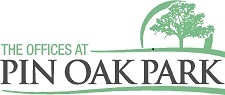 THE OFFICES AT
PIN OAK PARK